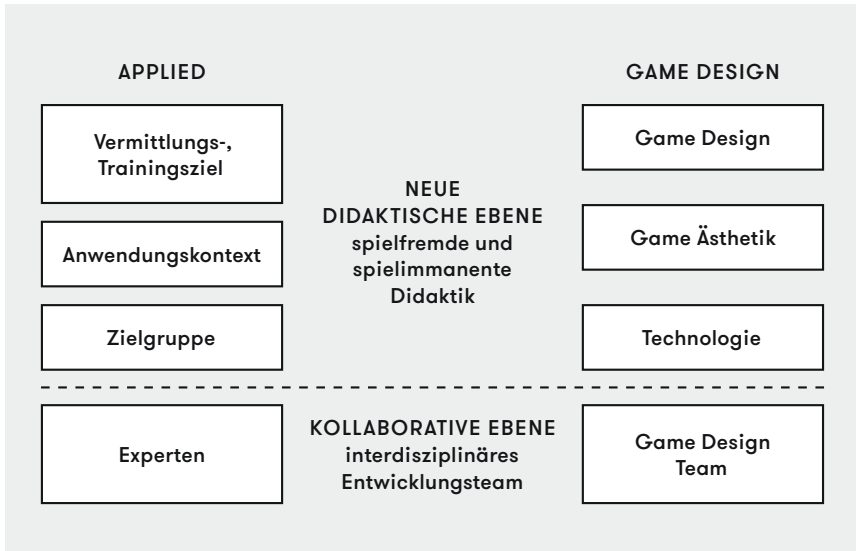 APPLIED
GAME DESIGN
Vermittlungs-,
Trainingsziel
Anwendungskontext
Zielgruppe
NEUE
DIDAKTISCHE EBENE
spielfremde und
spielimmanente
Didaktik
Game Design
Game Ästhetik
Technologie
Experten
KOLLABORATIVE EBENE
interdisziplinäres
Entwicklungsteam
Game Design
Team